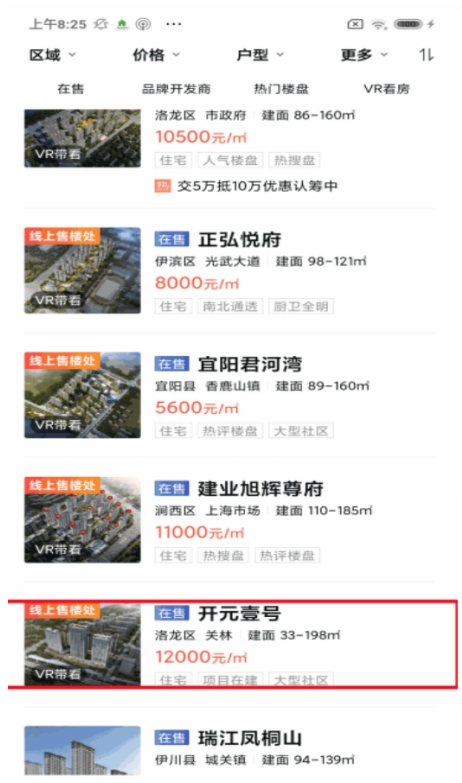 上午8:25
区域 价格 户型 更多
在售 品牌开发商 热门楼盘 VR看房
洛龙区 市政府 建面 86-160㎡
10500元/㎡
VR带看
住宅 人气楼盘 热搜盘
热 交5万抵10万优惠认筹中
线上售楼处
在售 正弘悦府
伊滨区 光武大道 建面 98-121㎡
8000元/㎡
VR带看
住宅 南北通透 厨卫全明
线上售楼处
在售 宜阳君河湾
宜阳县 香鹿山镇 建面 89-160㎡
5600元/㎡
VR带看
住宅 热评楼盘 大型社区
线上售楼处
在售 建业旭辉尊府
涧西区 上海市场 建面 110-185㎡
11000元/㎡
VR带看
住宅 热搜盘 热评楼盘
线上售楼处
在售 开元壹号
洛龙区 关林 建面 33-198㎡
12000元/㎡
VR带看
住宅 项目在建 大型社区
在售 瑞江凤桐山
伊川县 城关镇 建面 94-139㎡